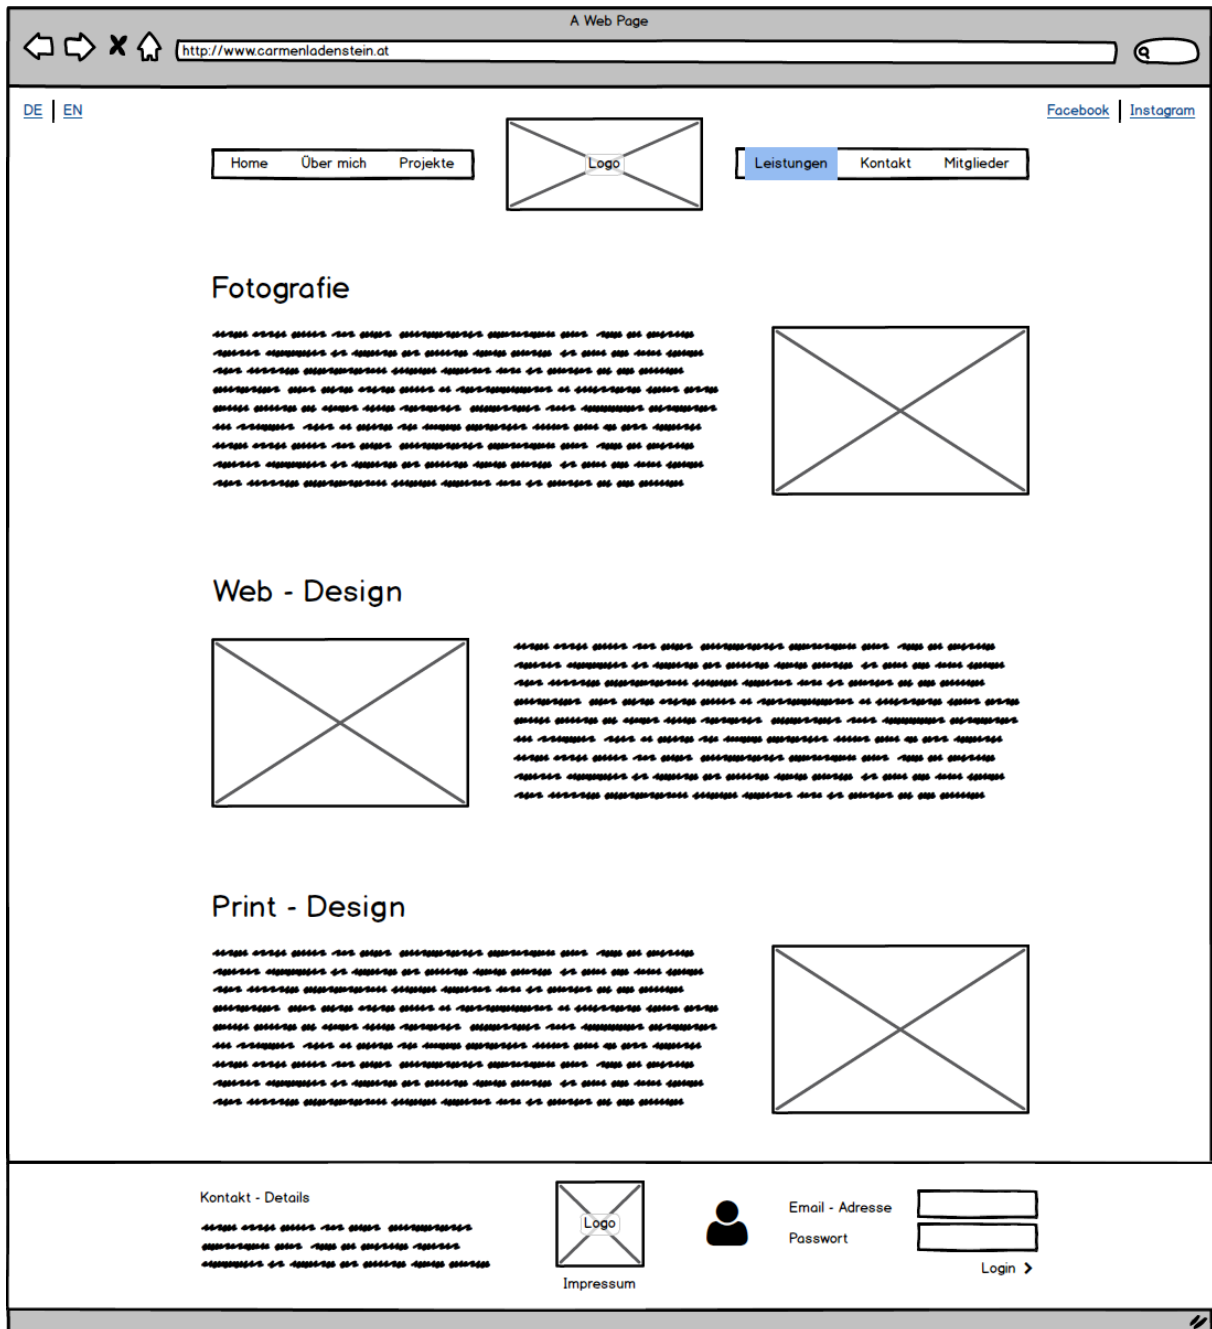 A Web Page
http://www.carmenladenstein.at
DE | EN
Facebook | Instagram
Home Über mich Projekte
Logo
Leistungen Kontakt Mitglieder
Fotografie
Web - Design
Print - Design
Kontakt - Details
Logo
Impressum
Email - Adresse
Passwort
Login